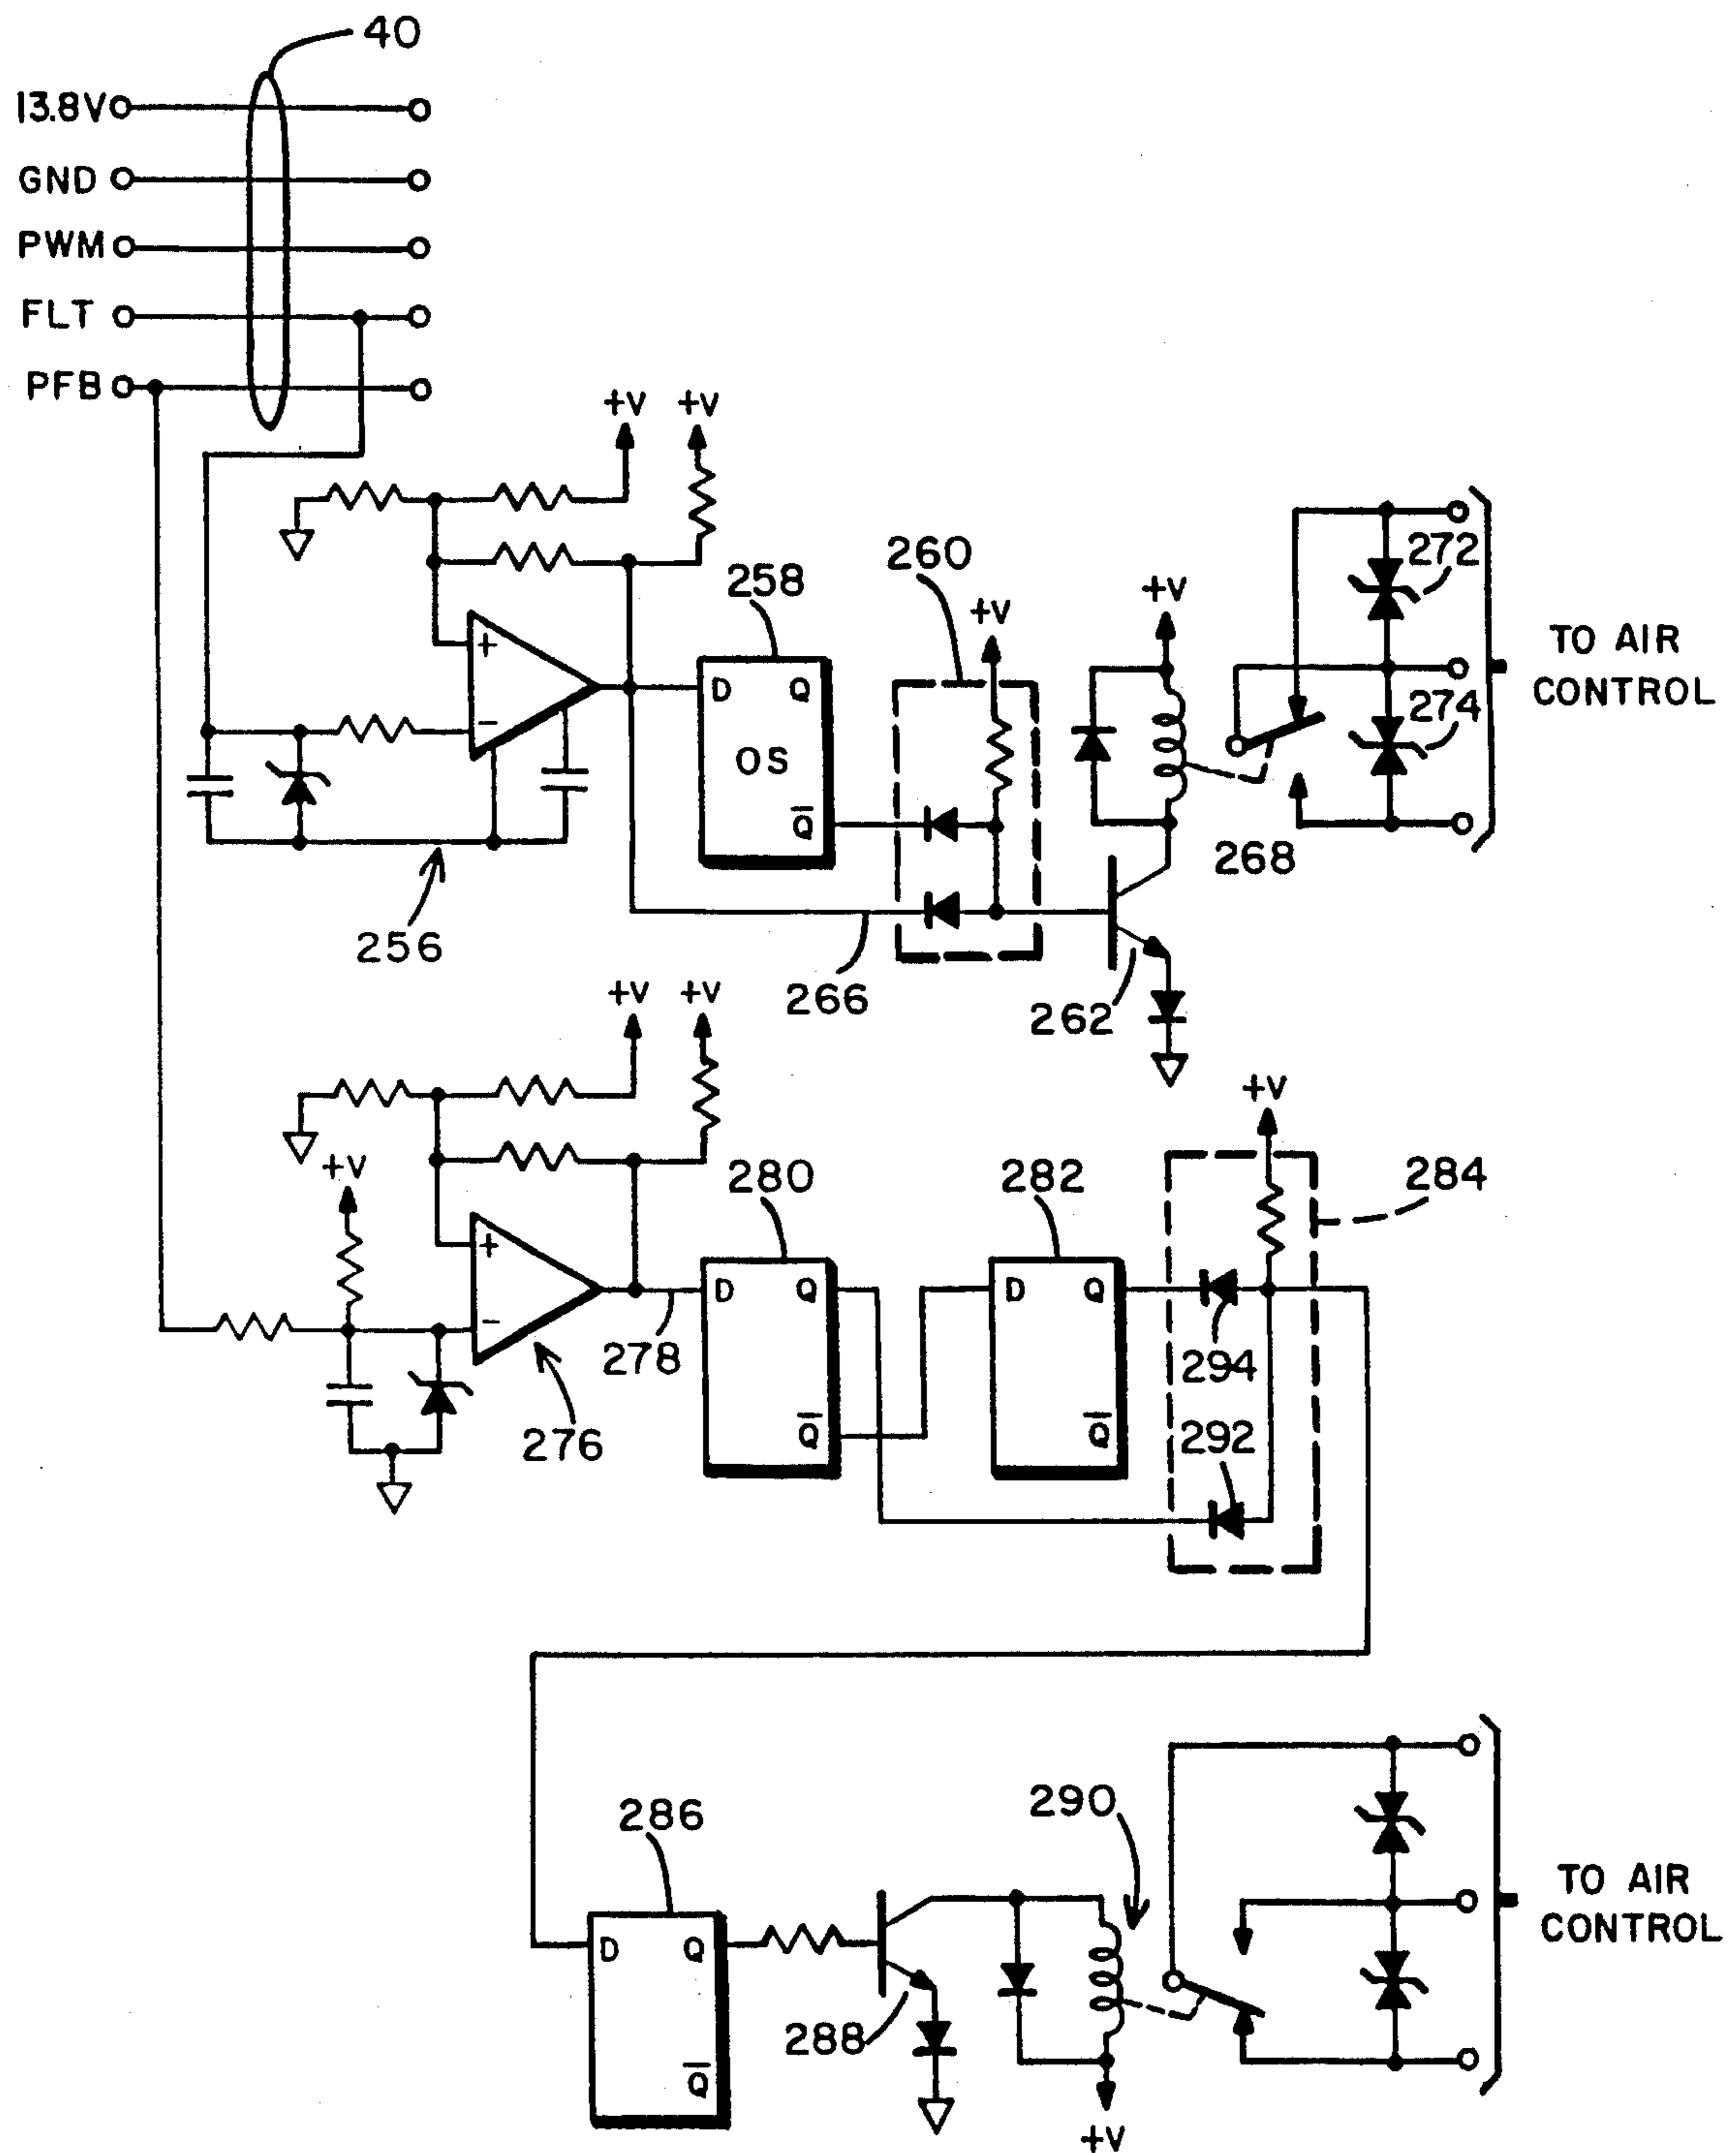 40
13.8V
GND
PWM
FLT
PFB
+V +V
260
258
+V
+V
272
TO AIR
CONTROL
274
+
D Q
−
OS
Q̅
268
256
266
262
+V +V
+V
284
280
282
+V
+
D Q
D Q
−
278
294
276
Q̅
Q̅
292
290
286
TO AIR
CONTROL
D Q
288
Q̅
+V